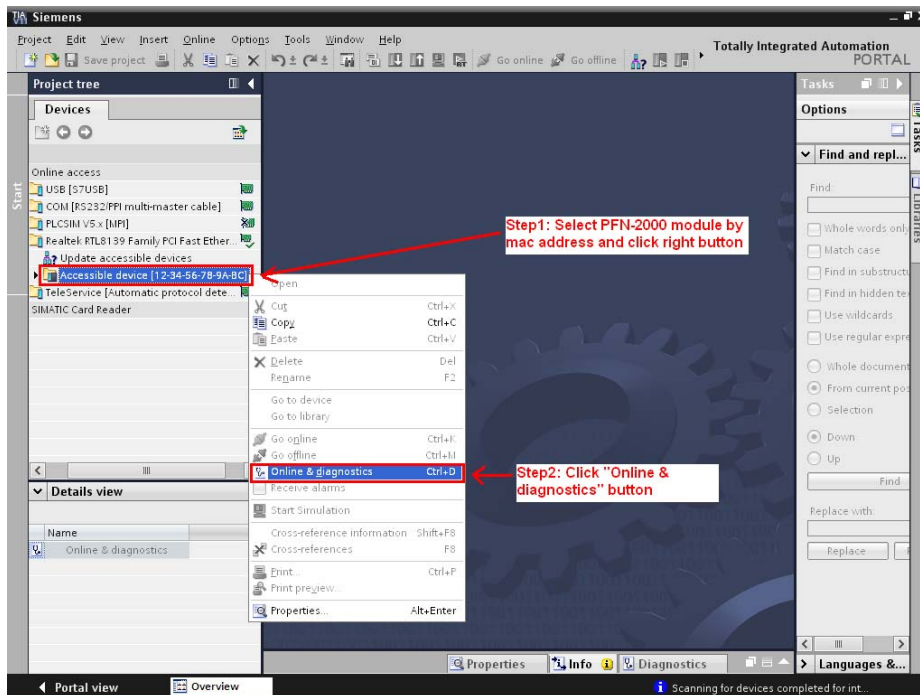 Siemens
Project Edit View Insert Online Options Tools Window Help
Totally Integrated Automation
PORTAL
Save project
Go online
Go offline
Project tree
Devices
Online access
USB [S7USB]
COM [RS232/PPI multi-master cable]
PLCSIM V5.x [MPI]
Realtek RTL8139 Family PCI Fast Ether...
Update accessible devices
Accessible device [12-34-56-78-9A-BC]
TeleService [Automatic protocol dete...
SIMATIC Card Reader
Start
Details view
Name
Online & diagnostics
Open
Cut Ctrl+X
Copy Ctrl+C
Paste Ctrl+V
Delete Del
Rename F2
Go to device
Go to library
Go online Ctrl+K
Go offline Ctrl+M
Online & diagnostics Ctrl+D
Receive alarms
Start Simulation
Cross-reference information Shift+F8
Cross-references F8
Print... Ctrl+P
Print preview...
Properties... Alt+Enter
Step1: Select PFN-2000 module by
mac address and click right button
Step2: Click "Online &
diagnostics" button
Tasks
Options
Find and repl...
Find:
Whole words only
Match case
Find in substructu
Find in hidden te
Use wildcards
Use regular expre
Whole document
From current pos
Selection
Down
Up
Find
Replace with:
Replace
Languages &...
Tasks
Libraries
Properties
Info
Diagnostics
Portal view
Overview
Scanning for devices completed for int...